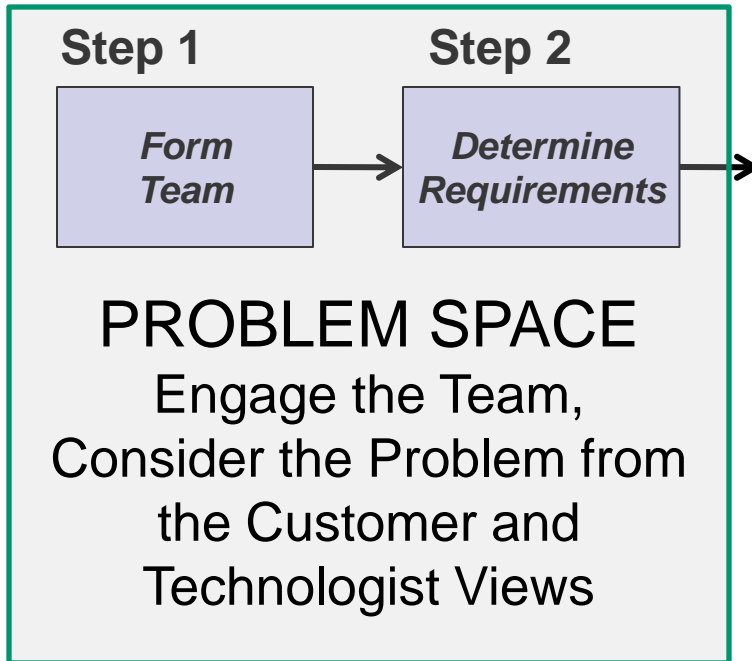 Step 1
Step 2
Form
Team
Determine
Requirements
PROBLEM SPACE
Engage the Team,
Consider the Problem from
the Customer and
Technologist Views